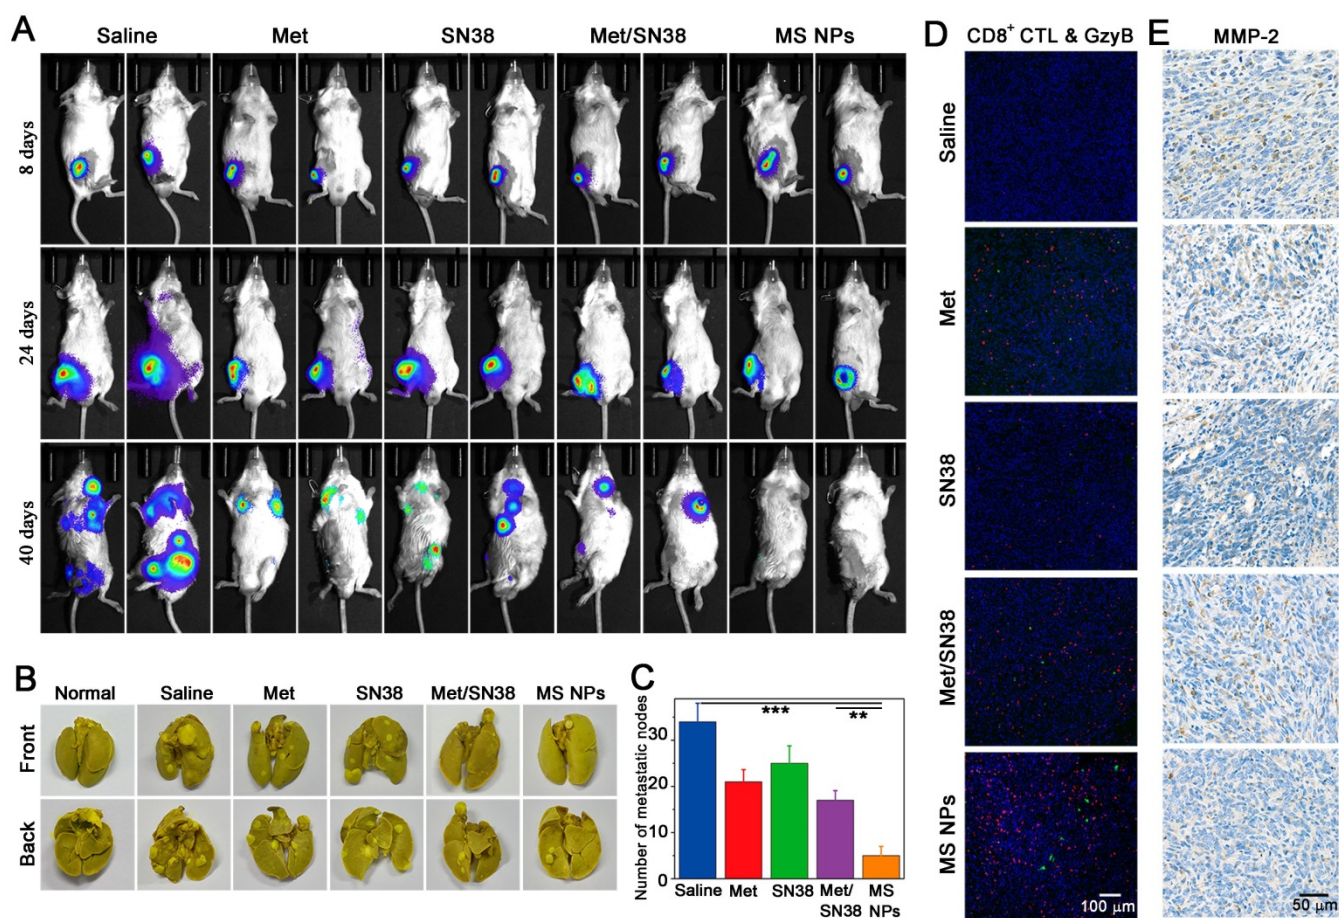 A
Saline
Met
SN38
Met/SN38
MS NPs
8 days
24 days
40 days
B
Normal
Saline
Met
SN38
Met/SN38
MS NPs
Front
Back
C
Number of metastatic nodes
30
20
10
0
***
**
Saline
Met
SN38
Met/
SN38
MS
NPs
D
CD8⁺ CTL & GzyB
Saline
Met
SN38
Met/SN38
MS NPs
100 μm
E
MMP-2
50 μm